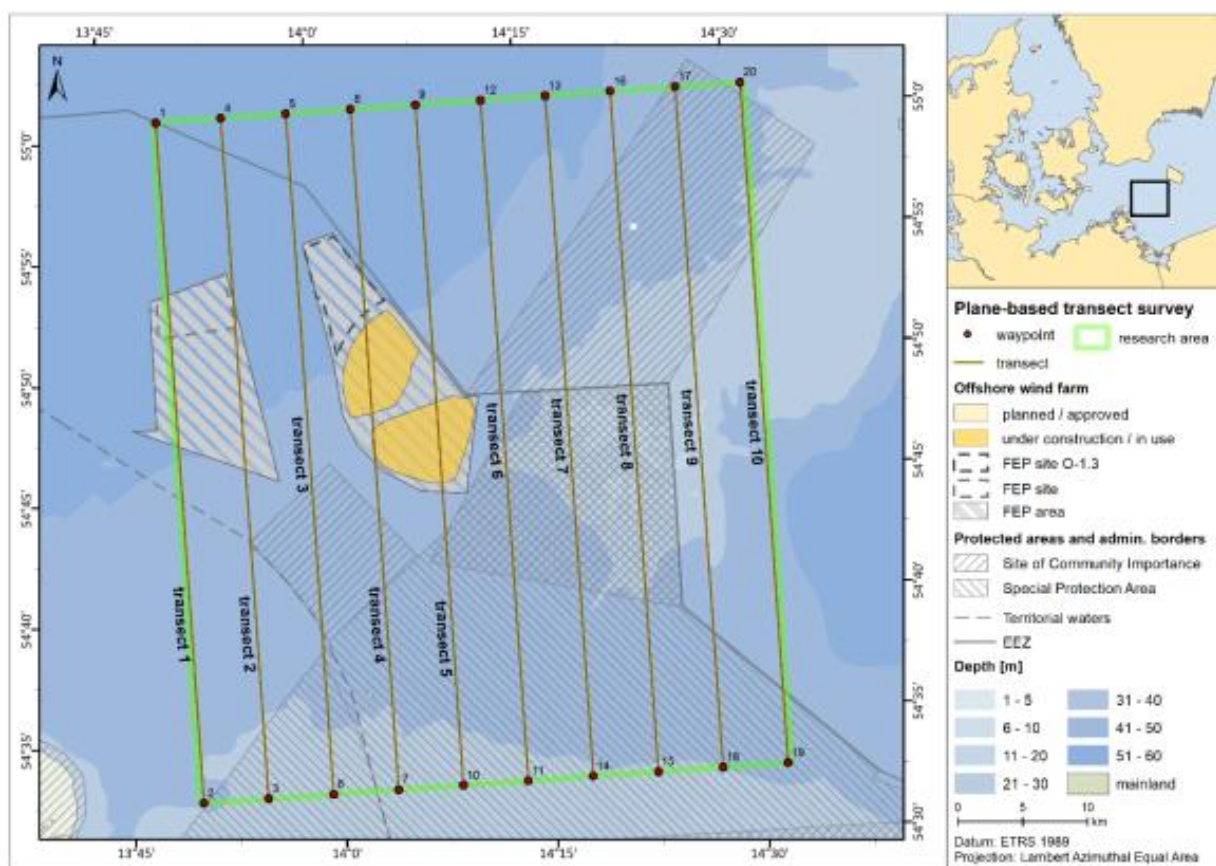 13°45' 14°0' 14°15' 14°30'
N
1 4 5 8 9 12 13 16 17 20
55°0' 55°0'
54°55' 54°55'
54°50' 54°50'
54°45' 54°45'
54°40' 54°40'
54°35' 54°35'
54°30'
transect 1
transect 2
transect 3
transect 4
transect 5
transect 6
transect 7
transect 8
transect 9
transect 10
2 3 6 7 10 11 14 15 18 19
13°45' 14°0' 14°15' 14°30'
Plane-based transect survey
waypoint research area
transect
Offshore wind farm
planned / approved
under construction / in use
FEP site O-1.3
FEP site
FEP area
Protected areas and admin. borders
Site of Community Importance
Special Protection Area
Territorial waters
EEZ
Depth [m]
1 - 5 31 - 40
6 - 10 41 - 50
11 - 20 51 - 60
21 - 30 mainland
0 5 10
km
Datum: ETRS 1989
Projection: Lambert Azimuthal Equal Area